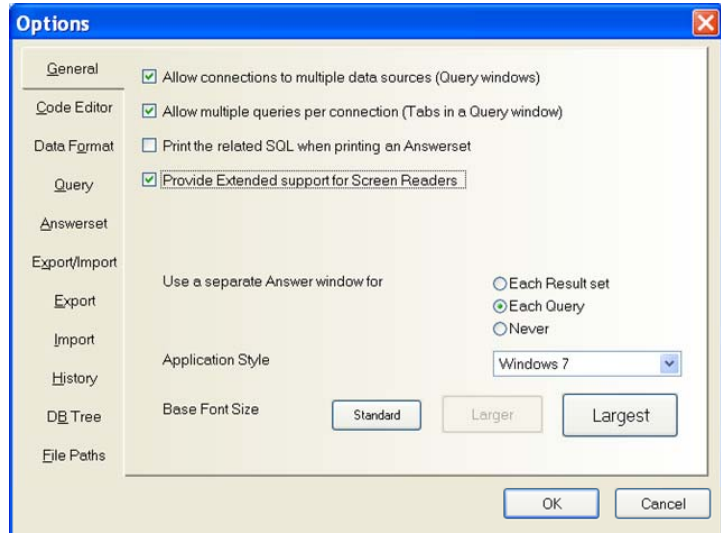 Options
General
Code Editor
Data Format
Query
Answerset
Export/Import
Export
Import
History
DB Tree
File Paths
Allow connections to multiple data sources (Query windows)
Allow multiple queries per connection (Tabs in a Query window)
Print the related SQL when printing an Answerset
Provide Extended support for Screen Readers
Use a separate Answer window for
Each Result set
Each Query
Never
Application Style
Windows 7
Base Font Size
Standard
Larger
Largest
OK
Cancel